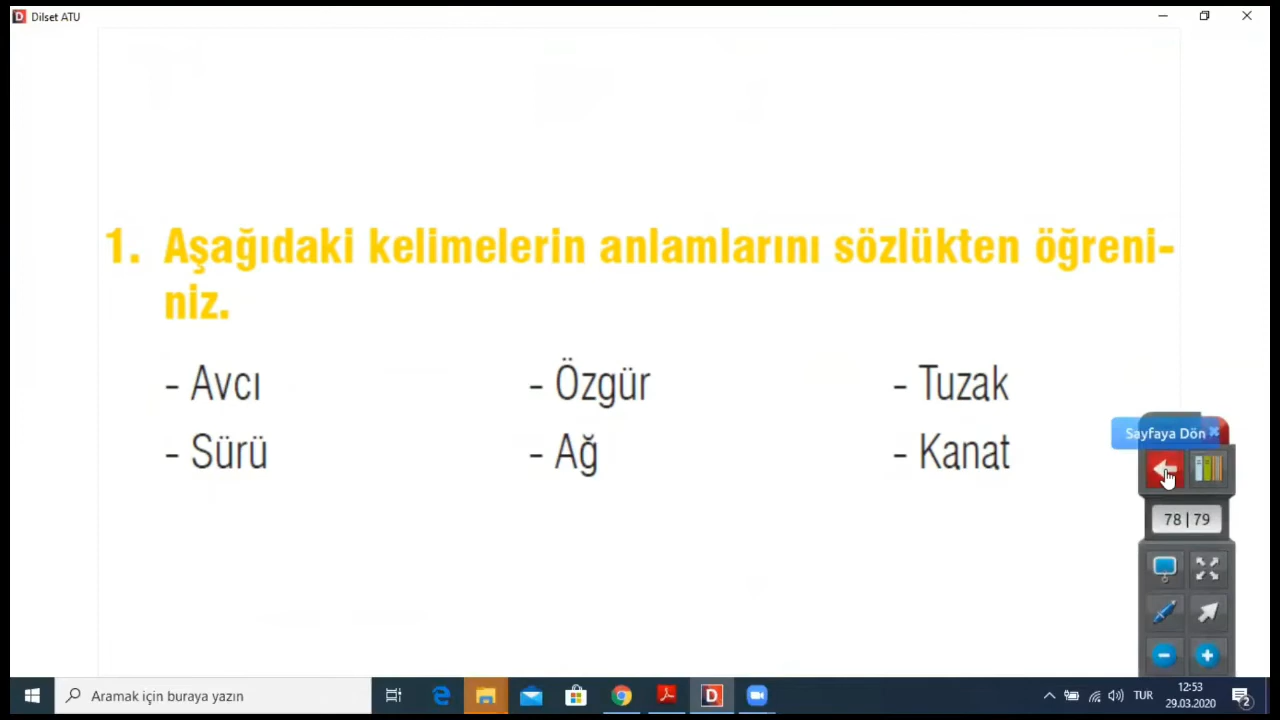 Dilset ATU
1. Aşağıdaki kelimelerin anlamlarını sözlükten öğreni-
niz.
- Avcı - Özgür - Tuzak
- Sürü - Ağ - Kanat
Sayfaya Dön
78|79
Aramak için buraya yazın
TUR
12:53
29.03.2020
2